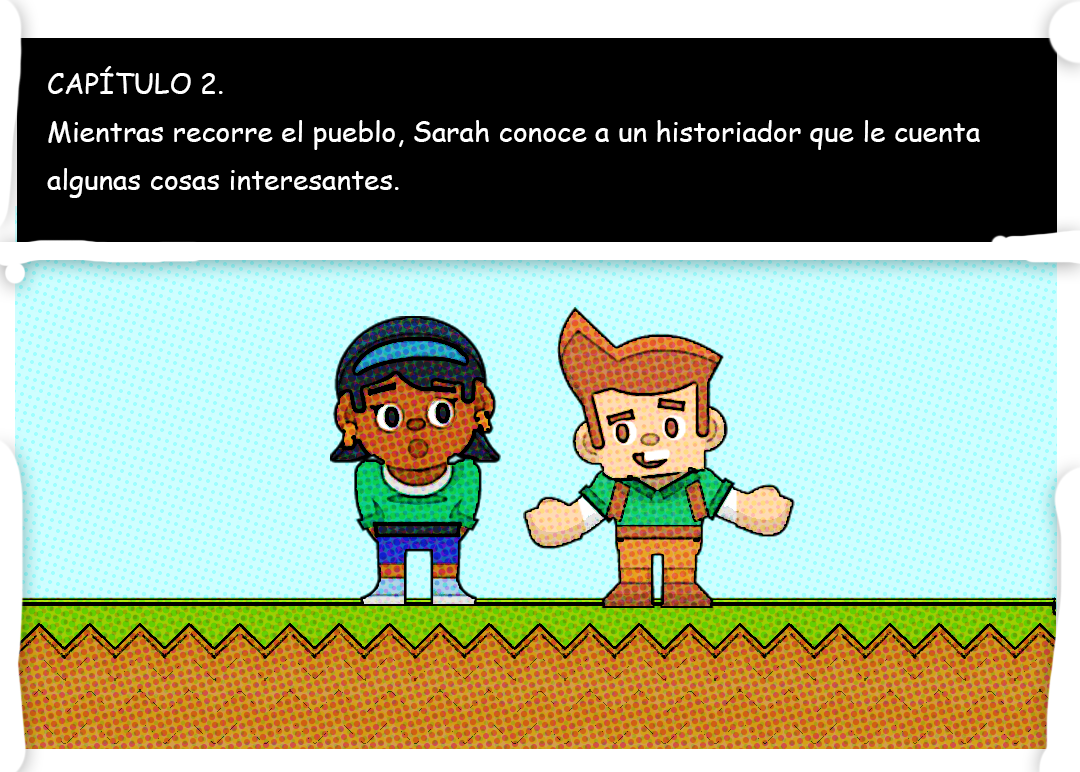 CAPÍTULO 2.
Mientras recorre el pueblo, Sarah conoce a un historiador que le cuenta
algunas cosas interesantes.